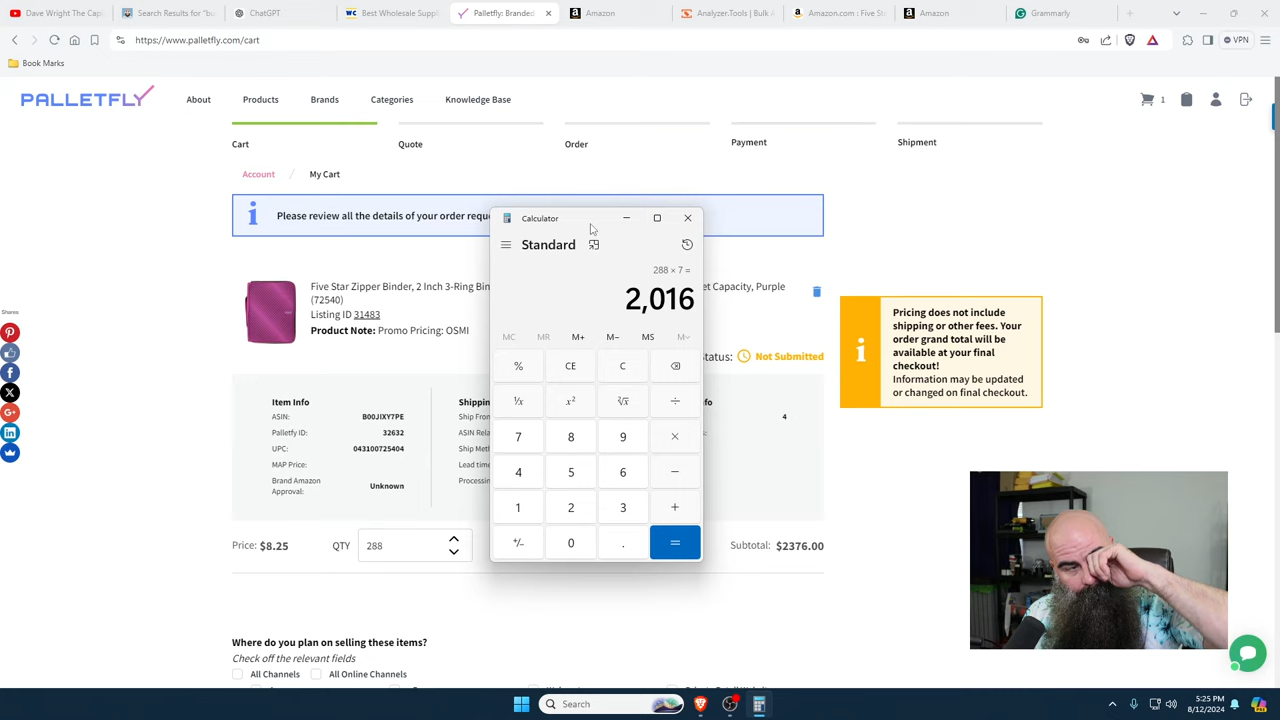 Dave Wright The Cap
Search Results for "bu
ChatGPT
Best Wholesale Suppl
Palletfly: Branded
Amazon
Analyzer.Tools | Bulk A
Amazon.com : Five St
Amazon
Grammarly
https://www.palletfly.com/cart
VPN
Book Marks
PALLETFLY
About
Products
Brands
Categories
Knowledge Base
1
Cart
Quote
Order
Payment
Shipment
Account / My Cart
Please review all the details of your order requ
Calculator
Standard
288 × 7 =
2,016
MC MR M+ M− MS M
% CE C
¹/x x² ²√x ÷
7 8 9 ×
4 5 6 −
1 2 3 +
+/− 0 . =
Five Star Zipper Binder, 2 Inch 3-Ring Bin
et Capacity, Purple
(72540)
Listing ID 31483
Product Note: Promo Pricing: OSMI
Status: Not Submitted
Pricing does not include
shipping or other fees. Your
order grand total will be
available at your final
checkout!
Information may be updated
or changed on final checkout.
Shares
Item Info
ASIN: B00JIXY7PE
Palletfy ID: 32632
UPC: 043100725404
MAP Price:
Brand Amazon
Approval: Unknown
Shippin
Ship From
ASIN Rela
Ship Meth
Lead time
Processin
fo
4
s:
Price: $8.25
QTY
288
Subtotal: $2376.00
Where do you plan on selling these items?
Check off the relevant fields
All Channels
All Online Channels
Search
5:25 PM
8/12/2024